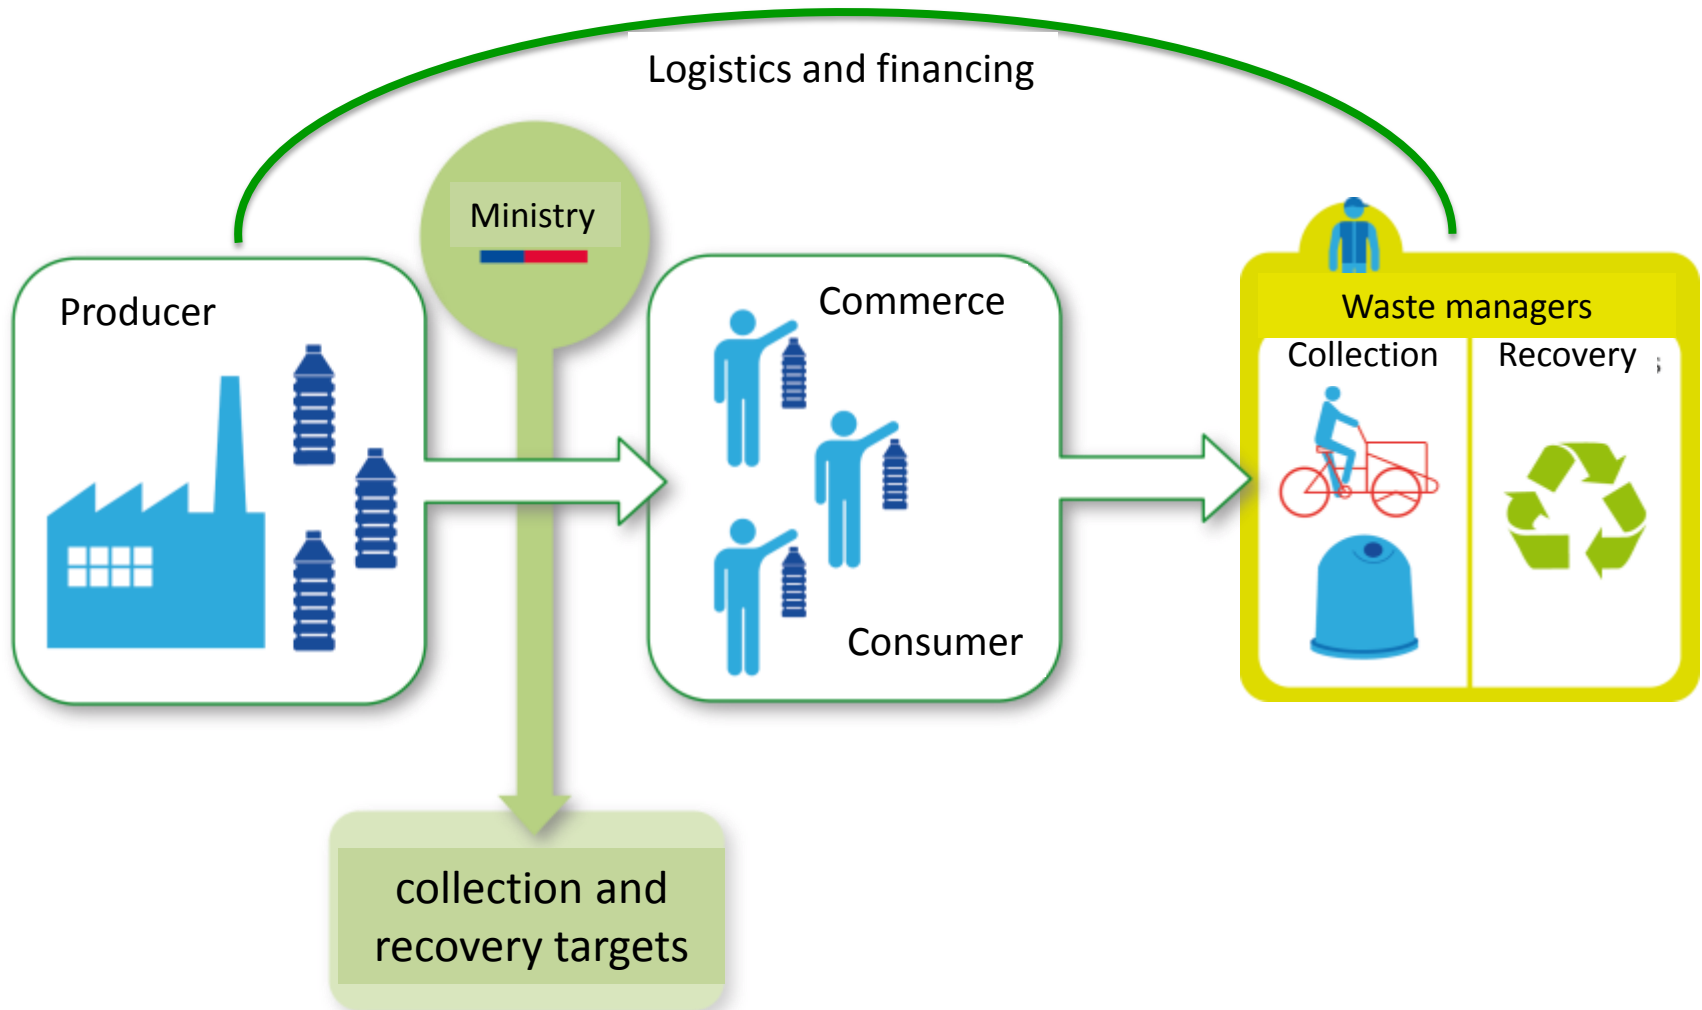 Logistics and financing
Ministry
Producer
Commerce
Consumer
Waste managers
Collection
Recovery
collection and
recovery targets